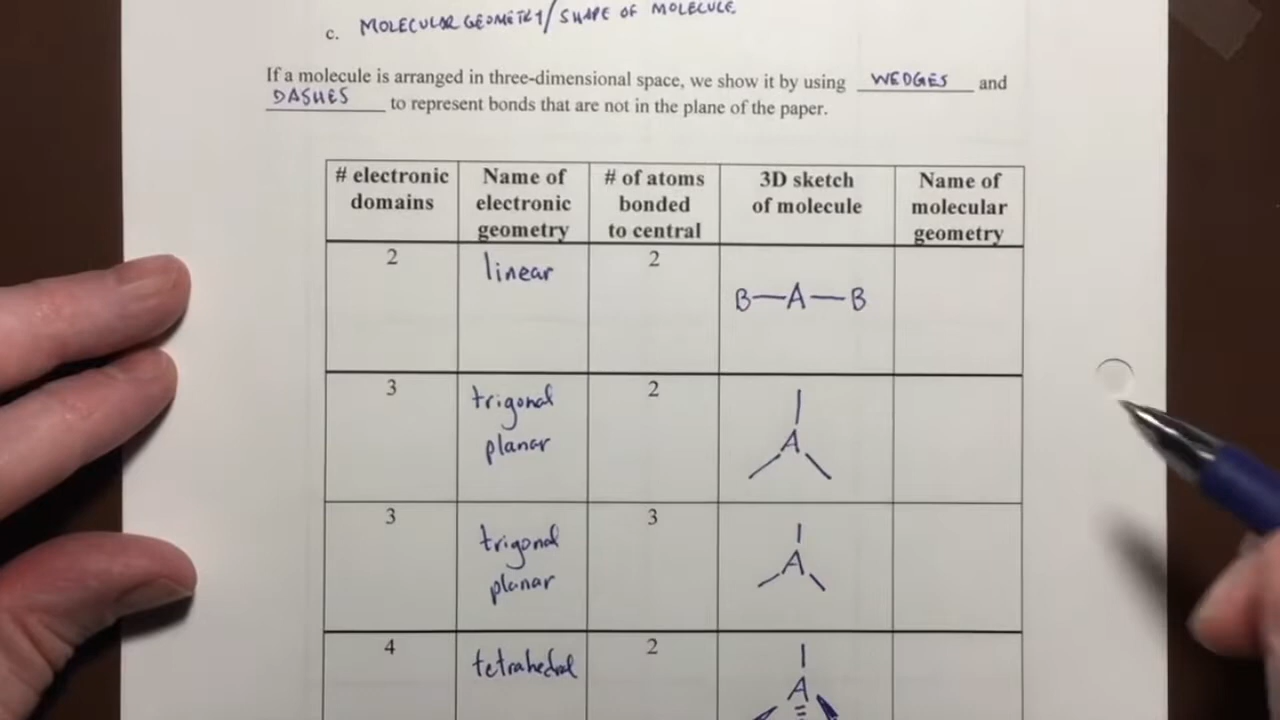 c. MOLECULAR GEOMETRY/SHAPE OF MOLECULE
If a molecule is arranged in three-dimensional space, we show it by using WEDGES and
DASHES to represent bonds that are not in the plane of the paper.
# electronic domains
Name of electronic geometry
# of atoms bonded to central
3D sketch of molecule
Name of molecular geometry
2
linear
2
B—A—B
3
trigonal
planar
2
A
3
trigonal
planar
3
A
4
tetrahedral
2
A